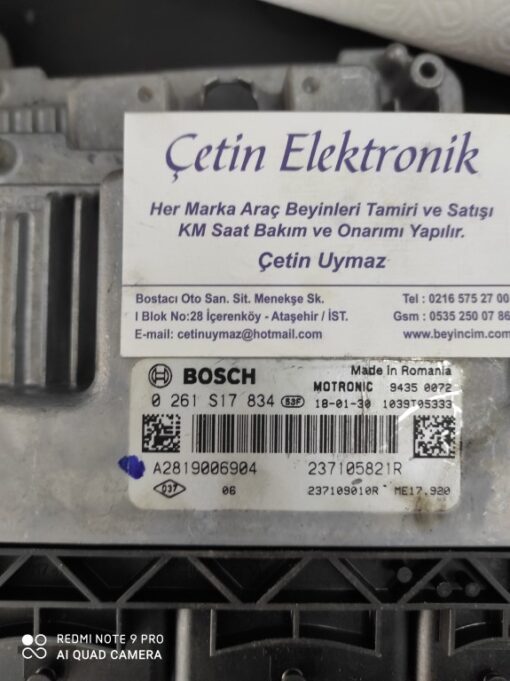 Çetin Elektronik
Her Marka Araç Beyinleri Tamiri ve Satışı
KM Saat Bakım ve Onarımı Yapılır.
Çetin Uymaz
Bostacı Oto San. Sit. Menekşe Sk. Tel : 0216 575 27 00
I Blok No:28 İçerenköy - Ataşehir / İST. Gsm : 0535 250 07 86
E-mail: cetinuymaz@hotmail.com www.beyincim.com
BOSCH Made in Romania
MOTRONIC 9435 0072
0 261 S17 834 S3F 18-01-30 1039T05333
A2819006904 237105821R
037 06 237109010R ME17.920
REDMI NOTE 9 PRO
AI QUAD CAMERA